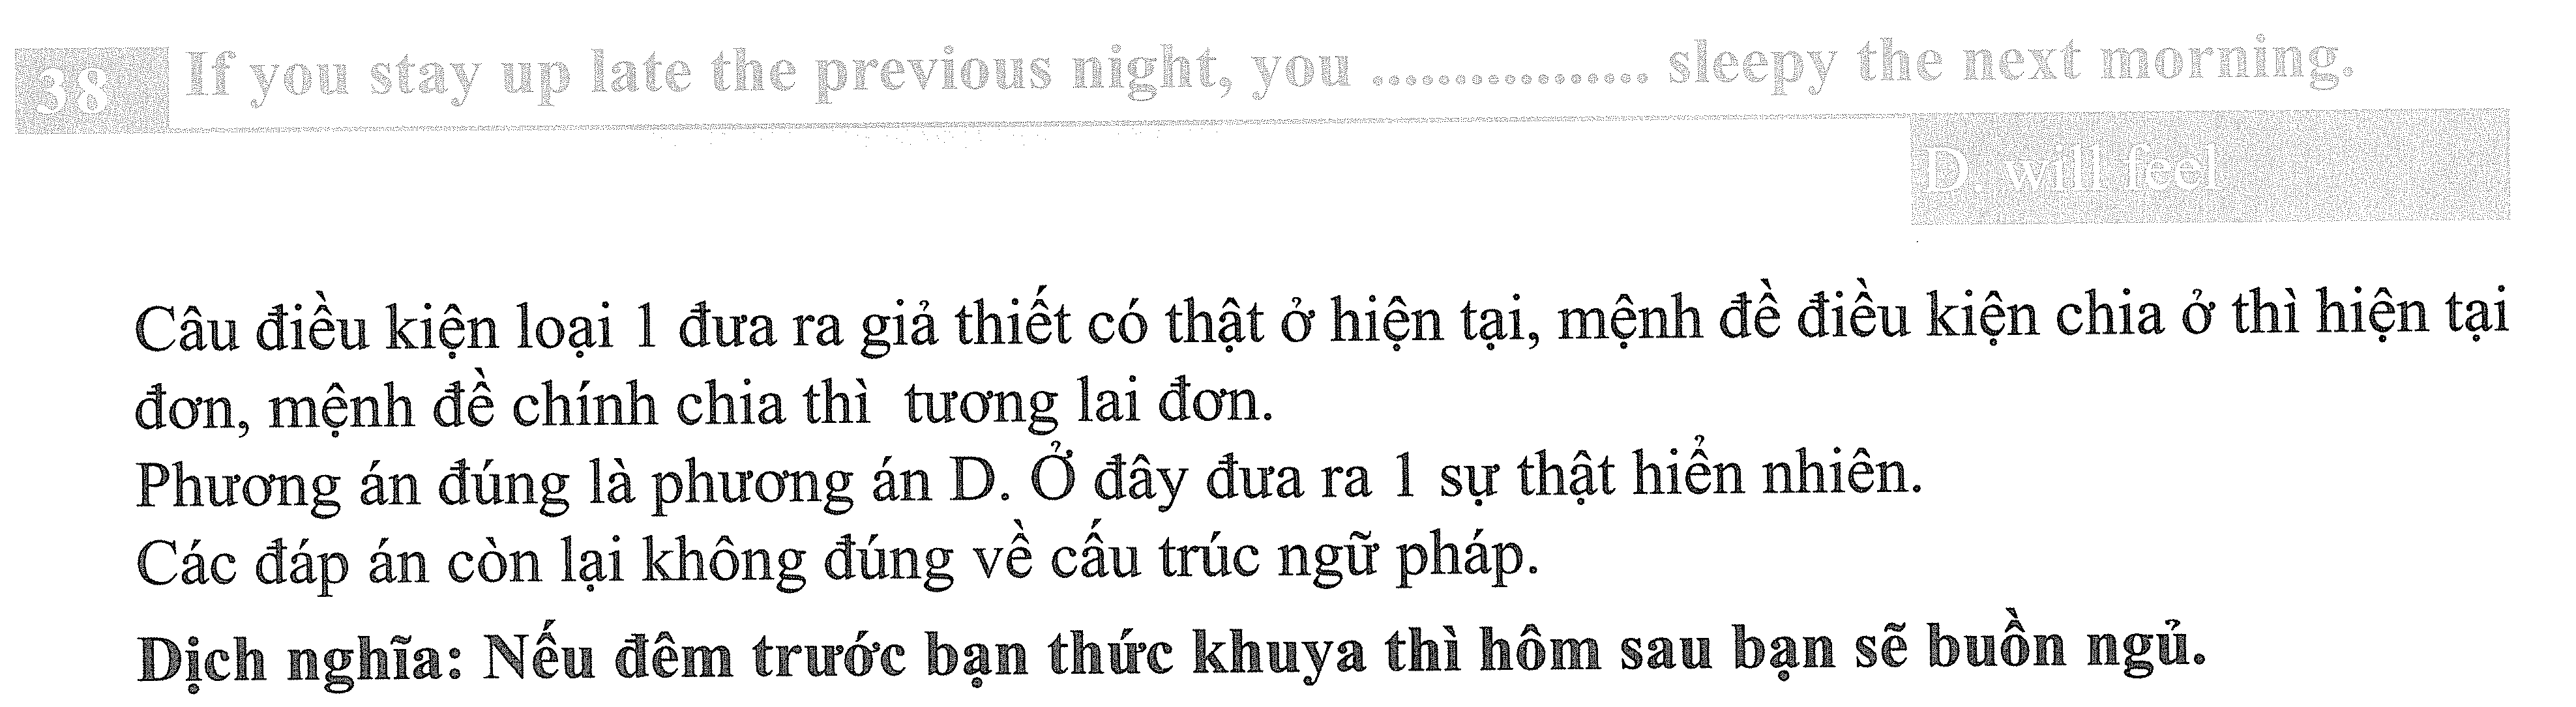 38 If you stay up late the previous night, you ................. sleepy the next morning.
D. will feel
Câu điều kiện loại 1 đưa ra giả thiết có thật ở hiện tại, mệnh đề điều kiện chia ở thì hiện tại
đơn, mệnh đề chính chia thì tương lai đơn.
Phương án đúng là phương án D. Ở đây đưa ra 1 sự thật hiển nhiên.
Các đáp án còn lại không đúng về cấu trúc ngữ pháp.
Dịch nghĩa: Nếu đêm trước bạn thức khuya thì hôm sau bạn sẽ buồn ngủ.